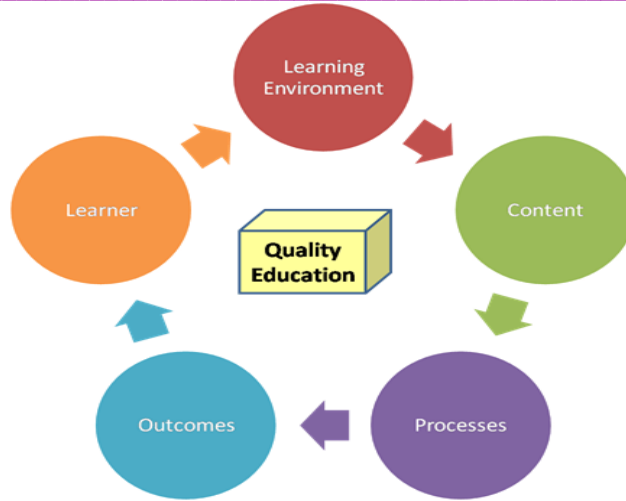 Learning
Environment
Content
Processes
Outcomes
Learner
Quality
Education